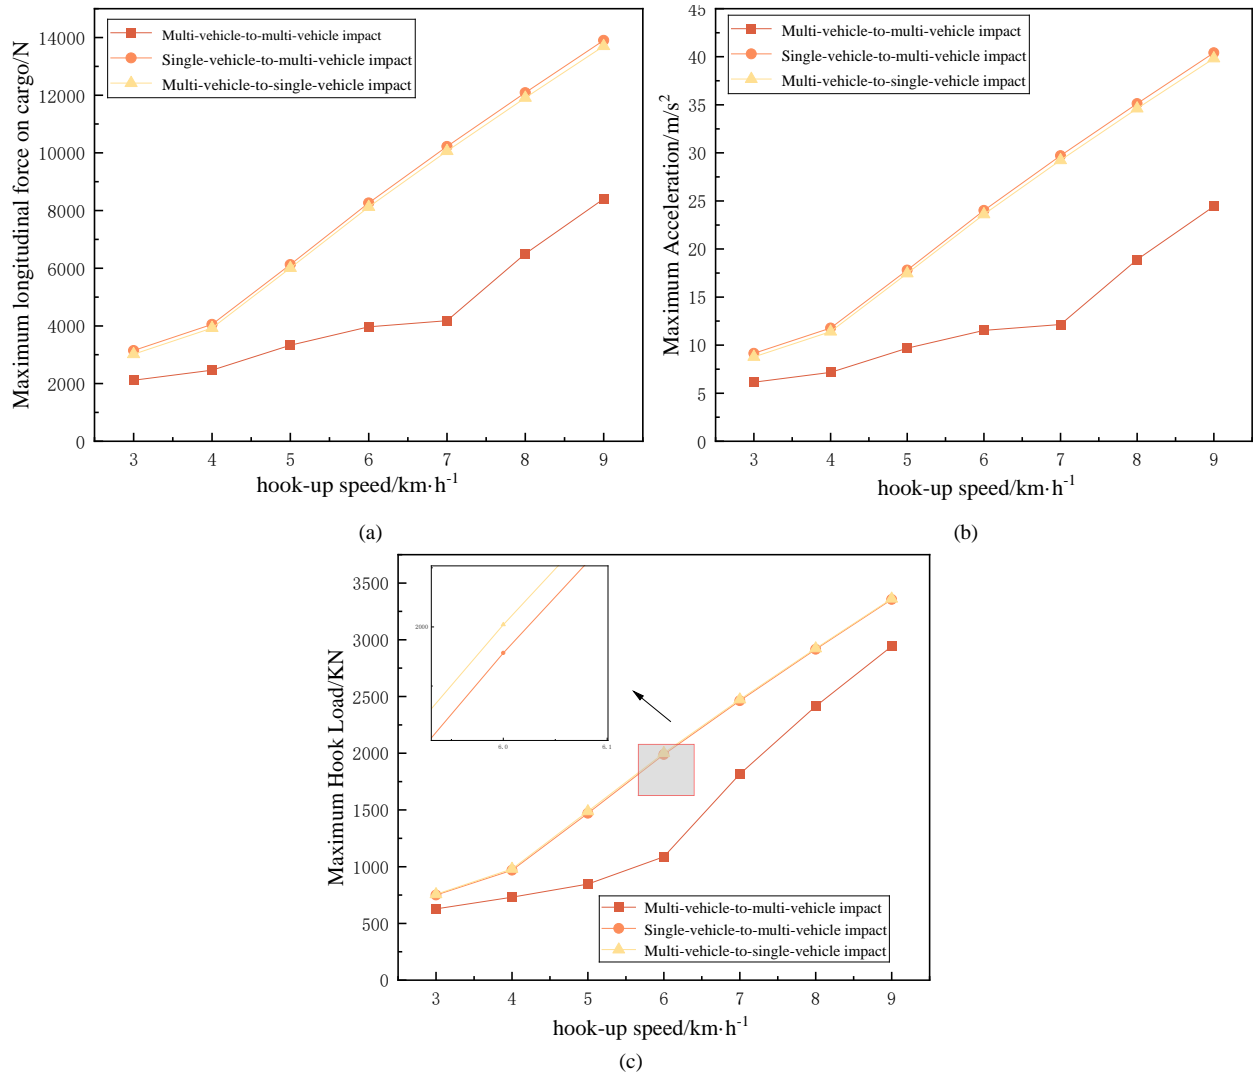 Maximum longitudinal force on cargo/N
14000
12000
10000
8000
6000
4000
2000
0
Multi-vehicle-to-multi-vehicle impact
Single-vehicle-to-multi-vehicle impact
Multi-vehicle-to-single-vehicle impact
3 4 5 6 7 8 9
hook-up speed/km·h⁻¹
(a)
Maximum Acceleration/m/s²
45
40
35
30
25
20
15
10
5
0
Multi-vehicle-to-multi-vehicle impact
Single-vehicle-to-multi-vehicle impact
Multi-vehicle-to-single-vehicle impact
3 4 5 6 7 8 9
hook-up speed/km·h⁻¹
(b)
Maximum Hook Load/KN
3500
3000
2500
2000
1500
1000
500
0
2000
6.0 6.1
Multi-vehicle-to-multi-vehicle impact
Single-vehicle-to-multi-vehicle impact
Multi-vehicle-to-single-vehicle impact
3 4 5 6 7 8 9
hook-up speed/km·h⁻¹
(c)